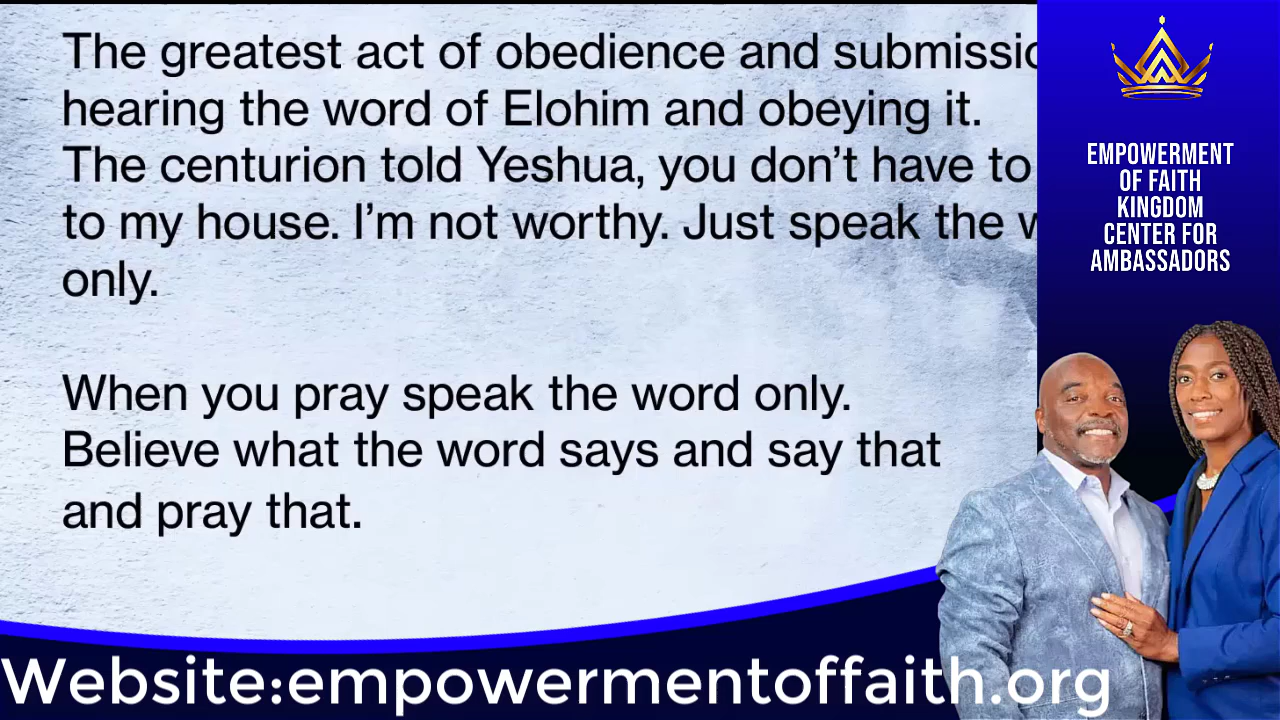 The greatest act of obedience and
hearing the word of Elohim and obeying it.
The centurion told Yeshua, you don’t have to
to my house. I’m not worthy. Just speak the
only.
When you pray speak the word only.
Believe what the word says and say that
and pray that.
EMPOWERMENT
OF FAITH
KINGDOM
CENTER FOR
AMBASSADORS
Website:empowermentoffaith.org